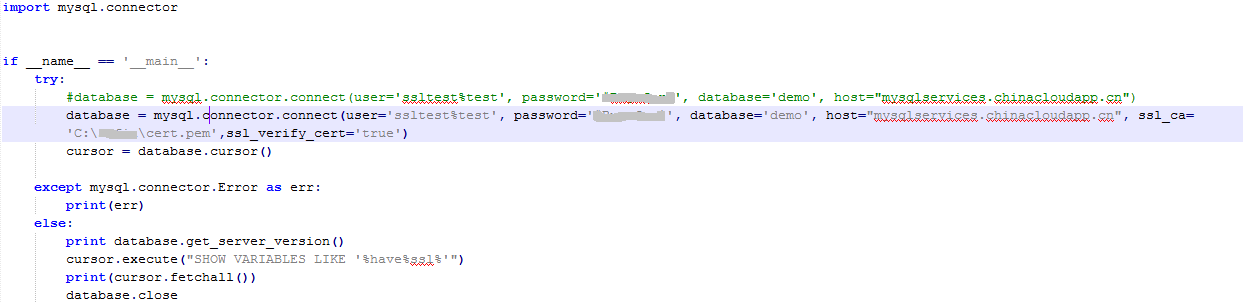 import mysql.connector
if __name__ == '__main__':
try:
#database = mysql.connector.connect(user='ssltest%test', password='', database='demo', host="mysqlservices.chinacloudapp.cn")
database = mysql.connector.connect(user='ssltest%test', password='', database='demo', host="mysqlservices.chinacloudapp.cn", ssl_ca=
'C:\\cert.pem',ssl_verify_cert='true')
cursor = database.cursor()
except mysql.connector.Error as err:
print(err)
else:
print database.get_server_version()
cursor.execute("SHOW VARIABLES LIKE '%have%ssl%'")
print(cursor.fetchall())
database.close